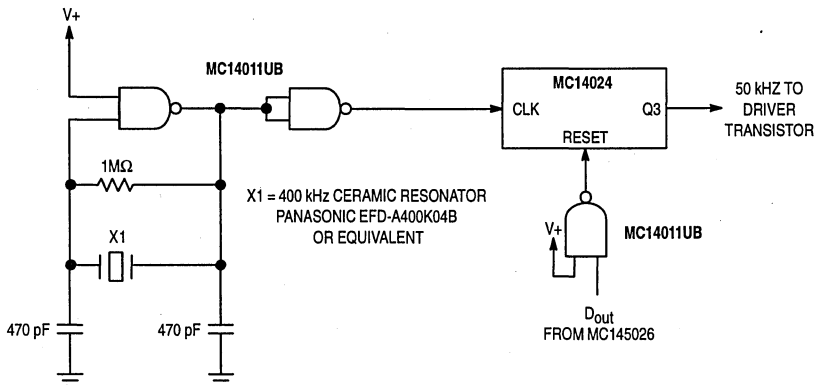 V+
MC14011UB
MC14024
CLK
Q3
RESET
50 kHZ TO
DRIVER
TRANSISTOR
1MΩ
X1 = 400 kHz CERAMIC RESONATOR
PANASONIC EFD-A400K04B
OR EQUIVALENT
X1
V+
MC14011UB
470 pF
470 pF
Dout
FROM MC145026